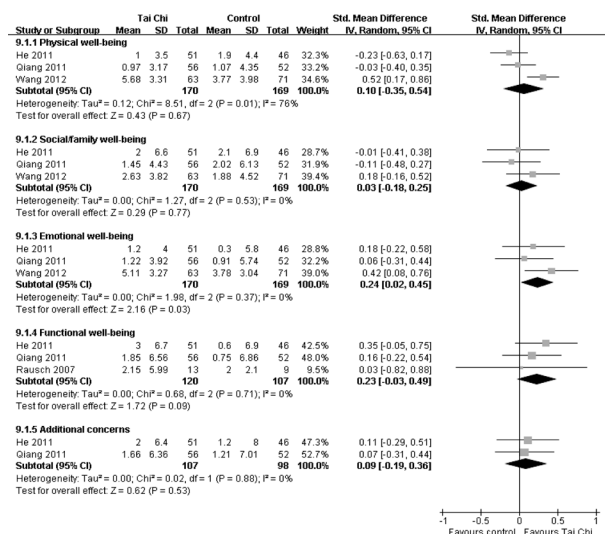 Tai Chi Control Std. Mean Difference Std. Mean Difference
Study or Subgroup Mean SD Total Mean SD Total Weight IV, Random, 95% CI IV, Random, 95% CI
9.1.1 Physical well-being
He 2011 1 3.5 51 1.9 4.4 46 32.3% -0.23 [-0.63, 0.17]
Qiang 2011 0.97 3.17 56 1.07 4.35 52 33.1% -0.03 [-0.40, 0.35]
Wang 2012 5.68 3.31 63 3.77 3.98 71 34.6% 0.52 [0.17, 0.86]
Subtotal (95% CI) 170 169 100.0% 0.10 [-0.35, 0.54]
Heterogeneity: Tau² = 0.12; Chi² = 8.51, df = 2 (P = 0.01); I² = 76%
Test for overall effect: Z = 0.43 (P = 0.67)
9.1.2 Social/family well-being
He 2011 2 6.6 51 2.1 6.9 46 28.7% -0.01 [-0.41, 0.38]
Qiang 2011 1.45 4.43 56 2.02 6.13 52 31.9% -0.11 [-0.48, 0.27]
Wang 2012 2.63 3.82 63 1.88 4.52 71 39.4% 0.18 [-0.16, 0.52]
Subtotal (95% CI) 170 169 100.0% 0.03 [-0.18, 0.25]
Heterogeneity: Tau² = 0.00; Chi² = 1.27, df = 2 (P = 0.53); I² = 0%
Test for overall effect: Z = 0.29 (P = 0.77)
9.1.3 Emotional well-being
He 2011 1.2 4 51 0.3 5.8 46 28.8% 0.18 [-0.22, 0.58]
Qiang 2011 1.22 3.92 56 0.91 5.74 52 32.2% 0.06 [-0.31, 0.44]
Wang 2012 5.11 3.27 63 3.78 3.04 71 39.0% 0.42 [0.08, 0.76]
Subtotal (95% CI) 170 169 100.0% 0.24 [0.02, 0.45]
Heterogeneity: Tau² = 0.00; Chi² = 1.98, df = 2 (P = 0.37); I² = 0%
Test for overall effect: Z = 2.16 (P = 0.03)
9.1.4 Functional well-being
He 2011 3 6.7 51 0.6 6.9 46 42.5% 0.35 [-0.05, 0.75]
Qiang 2011 1.85 6.56 56 0.75 6.86 52 48.0% 0.16 [-0.22, 0.54]
Rausch 2007 2.15 5.99 13 2 2.1 9 9.5% 0.03 [-0.82, 0.88]
Subtotal (95% CI) 120 107 100.0% 0.23 [-0.03, 0.49]
Heterogeneity: Tau² = 0.00; Chi² = 0.68, df = 2 (P = 0.71); I² = 0%
Test for overall effect: Z = 1.72 (P = 0.09)
9.1.5 Additional concerns
He 2011 2 6.4 51 1.2 8 46 47.3% 0.11 [-0.29, 0.51]
Qiang 2011 1.66 6.36 56 1.21 7.01 52 52.7% 0.07 [-0.31, 0.44]
Subtotal (95% CI) 107 98 100.0% 0.09 [-0.19, 0.36]
Heterogeneity: Tau² = 0.00; Chi² = 0.02, df = 1 (P = 0.88); I² = 0%
Test for overall effect: Z = 0.62 (P = 0.53)
-1 -0.5 0 0.5 1
Favours control Favours Tai Chi